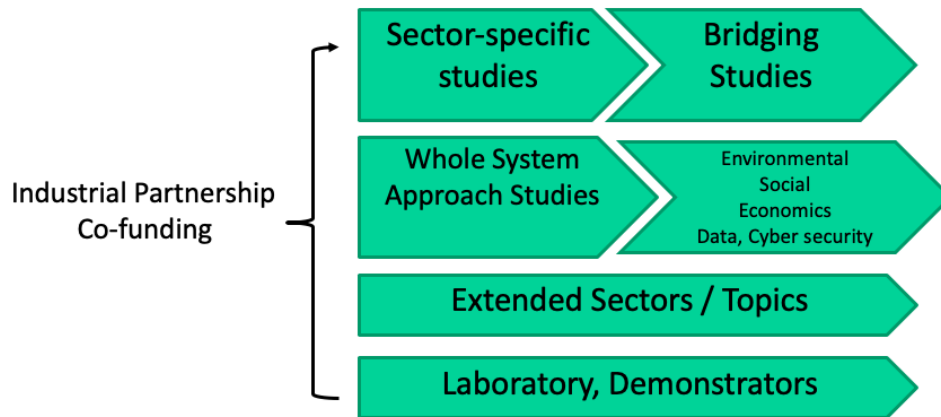 Sector-specific
studies
Bridging
Studies
Industrial Partnership
Co-funding
Whole System
Approach Studies
Environmental
Social
Economics
Data, Cyber security
Extended Sectors / Topics
Laboratory, Demonstrators